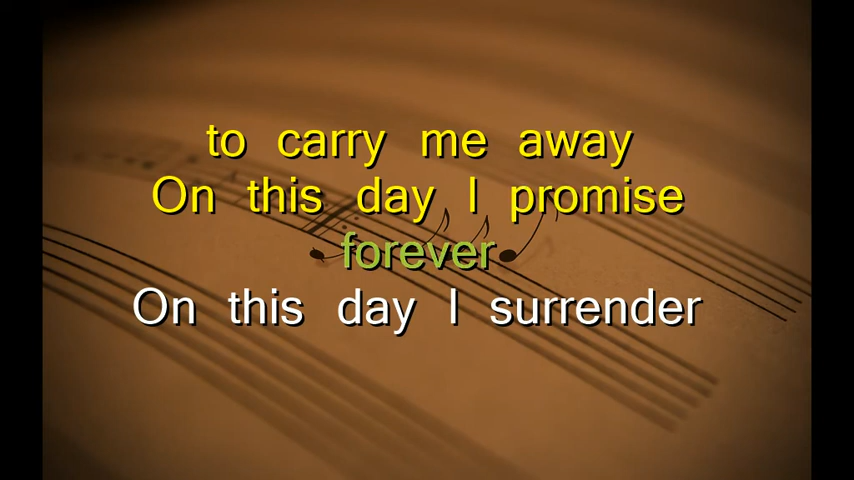 to carry me away
On this day I promise
forever
On this day I surrender